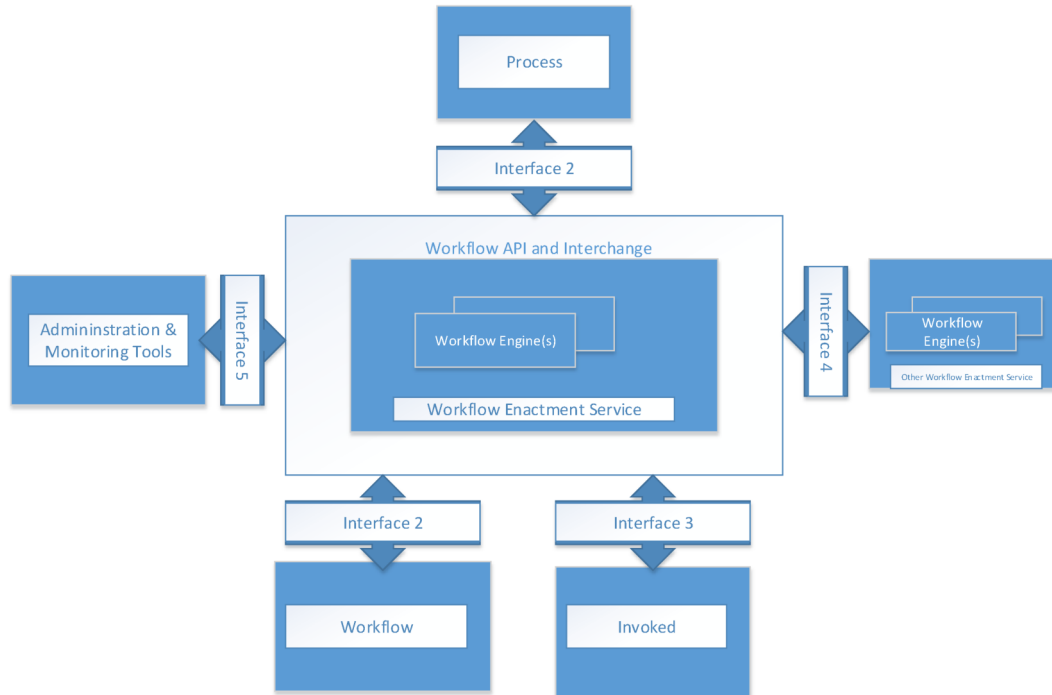 Process
Interface 2
Workflow API and Interchange
Workflow Engine(s)
Workflow Enactment Service
Admininstration &
Monitoring Tools
Interface 5
Interface 4
Workflow
Engine(s)
Other Workflow Enactment Service
Interface 2
Interface 3
Workflow
Invoked